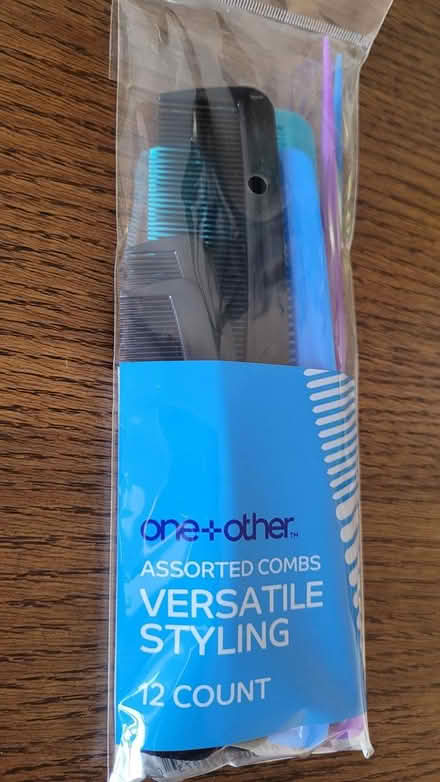 one+other™
ASSORTED COMBS
VERSATILE
STYLING
12 COUNT